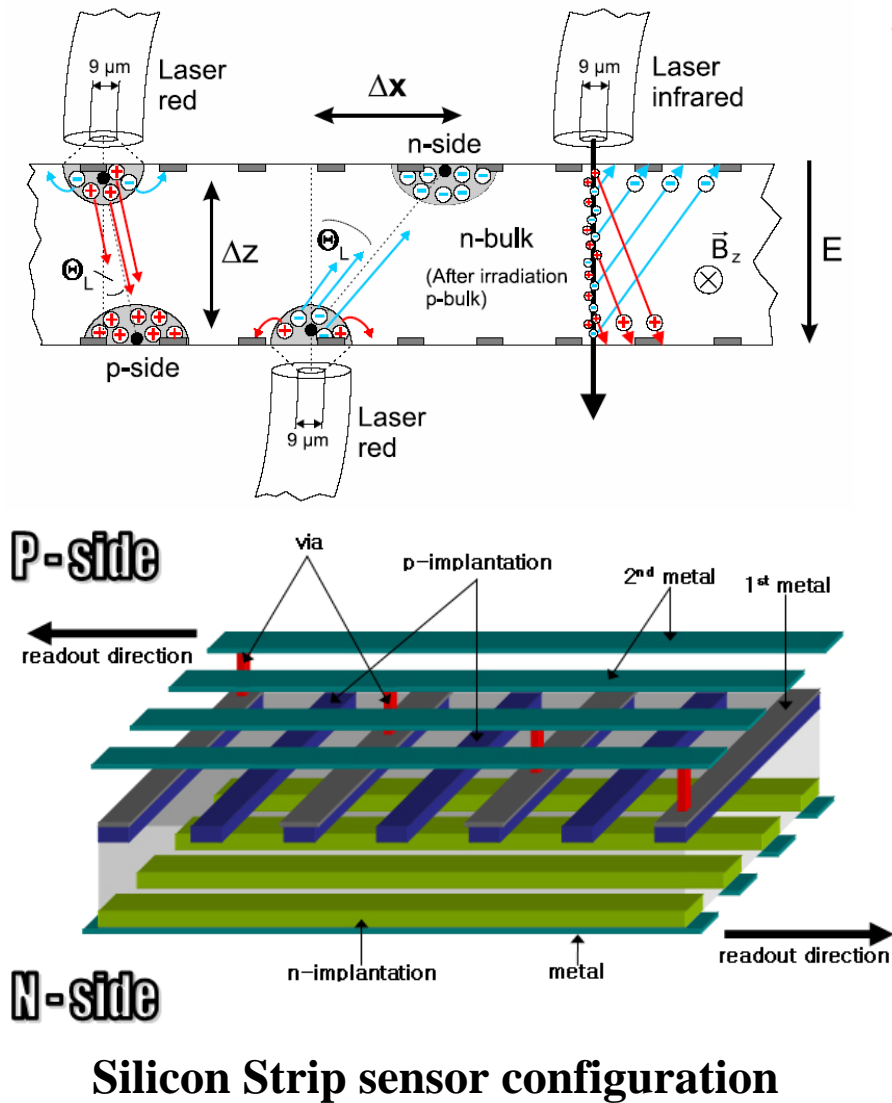 9 µm
Laser
red
Δx
n-side
9 µm
Laser
infrared
Θ L
Δz
Θ L
n-bulk
(After irradiation
p-bulk)
B z
E
p-side
9 µm
Laser
red
P - side
via
p-implantation
2nd metal
1st metal
readout direction
n-implantation
metal
readout direction
N - side
Silicon Strip sensor configuration